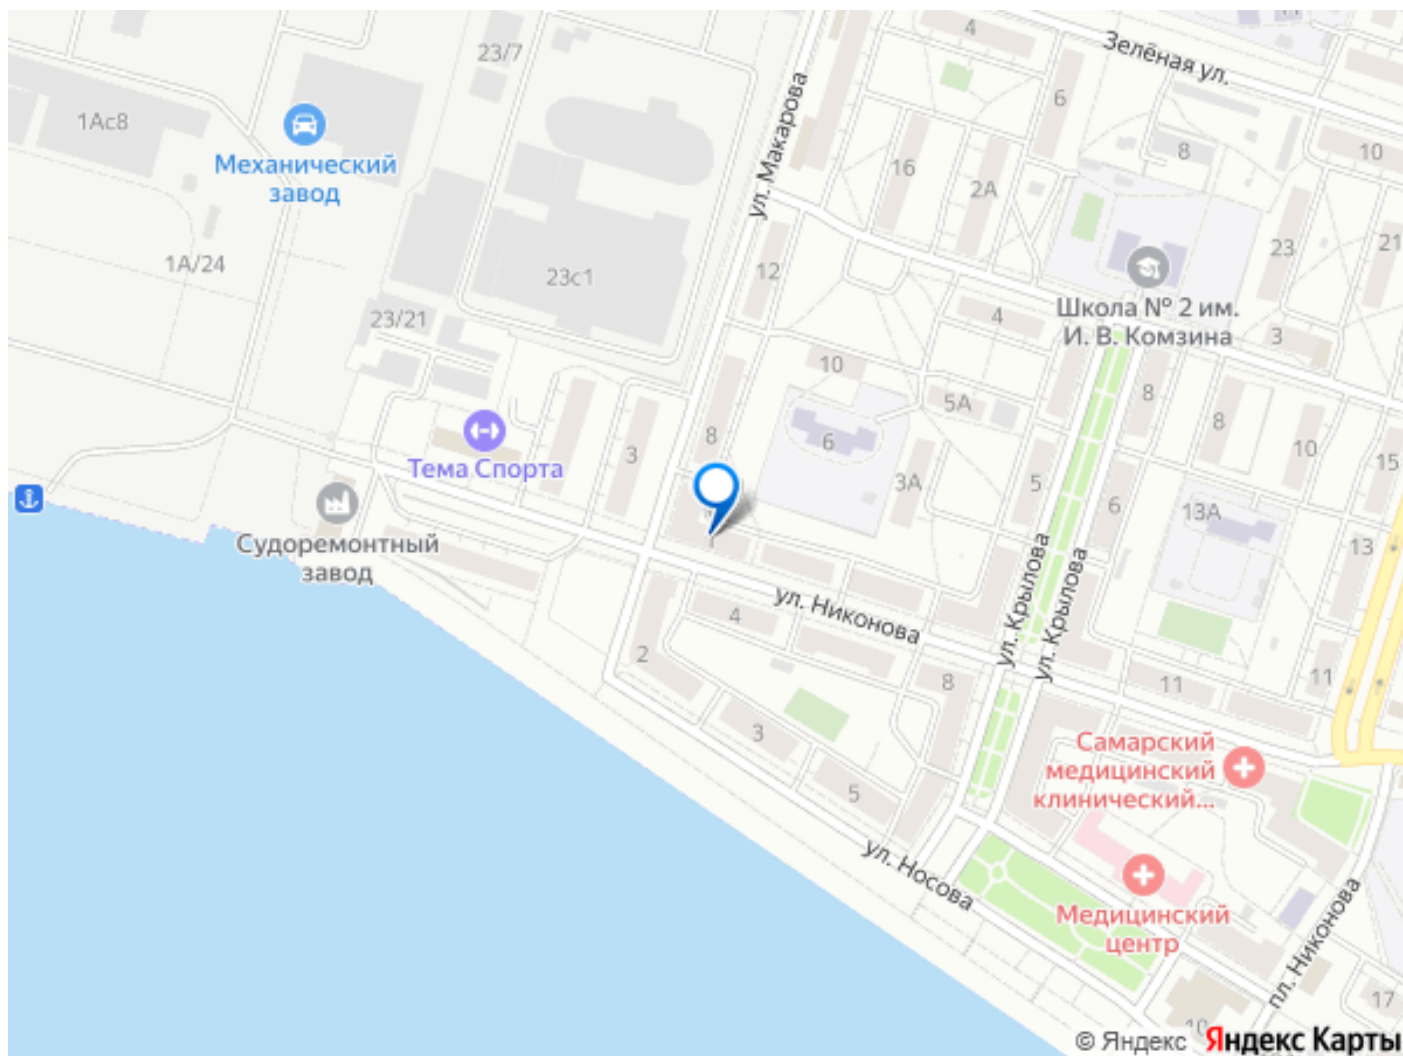 4
Зелёная ул.
23/7
6
1Ас8
ул. Макарова
8
10
Механический
завод
16
2А
23
21
1А/24
12
23с1
Школа № 2 им.
И. В. Комзина
23/21
4
3
10
5А
8
8
8
6
10
15
3
Тема Спорта
3А
5
6
13А
13
Судоремонтный
завод
ул. Крылова
ул. Крылова
ул. Никонова
4
2
8
11
11
3
Самарский
медицинский
клинический...
5
ул. Носова
Медицинский
центр
пл. Никонова
17
10
© Яндекс Яндекс Карты